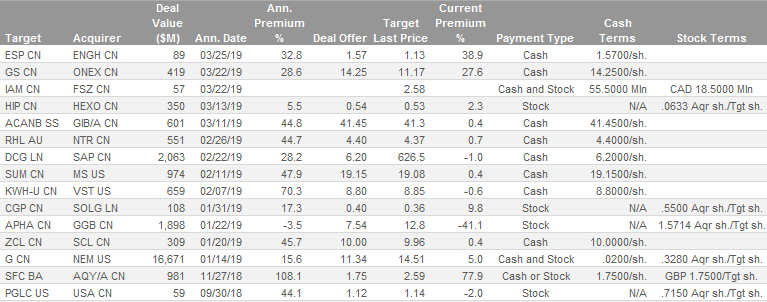 Target Acquirer Deal Value ($M) Ann. Date Ann. Premium % Deal Offer Target Last Price Current Premium % Payment Type Cash Terms Stock Terms
ESP CN ENGH CN 89 03/25/19 32.8 1.57 1.13 38.9 Cash 1.5700/sh.
GS CN ONEX CN 419 03/22/19 28.6 14.25 11.17 27.6 Cash 14.2500/sh.
IAM CN FSZ CN 57 03/22/19 2.58 Cash and Stock 55.5000 Mln CAD 18.5000 Mln
HIP CN HEXO CN 350 03/13/19 5.5 0.54 0.53 2.3 Stock N/A .0633 Aqr sh./Tgt sh.
ACANB SS GIB/A CN 601 03/11/19 44.8 41.45 41.3 0.4 Cash 41.4500/sh.
RHL AU NTR CN 551 02/26/19 44.7 4.40 4.37 0.7 Cash 4.4000/sh.
DCG LN SAP CN 2,063 02/22/19 28.2 6.20 626.5 -1.0 Cash 6.2000/sh.
SUM CN MS US 974 02/11/19 47.9 19.15 19.08 0.4 Cash 19.1500/sh.
KWH-U CN VST US 659 02/07/19 70.3 8.80 8.85 -0.6 Cash 8.8000/sh.
CGP CN SOLG LN 108 01/31/19 17.3 0.40 0.36 9.8 Stock N/A .5500 Aqr sh./Tgt sh.
APHA CN GGB CN 1,898 01/22/19 -3.5 7.54 12.8 -41.1 Stock N/A 1.5714 Aqr sh./Tgt sh.
ZCL CN SCL CN 309 01/20/19 45.7 10.00 9.96 0.4 Cash 10.0000/sh.
G CN NEM US 16,671 01/14/19 15.6 11.34 14.51 5.0 Cash and Stock .0200/sh. .3280 Aqr sh./Tgt sh.
SFC BA AQY/A CN 981 11/27/18 108.1 1.75 2.59 77.9 Cash or Stock 1.7500/sh. GBP 1.7500/Tgt sh.
PGLC US USA CN 59 09/30/18 44.1 1.12 1.14 -2.0 Stock N/A .7150 Aqr sh./Tgt sh.